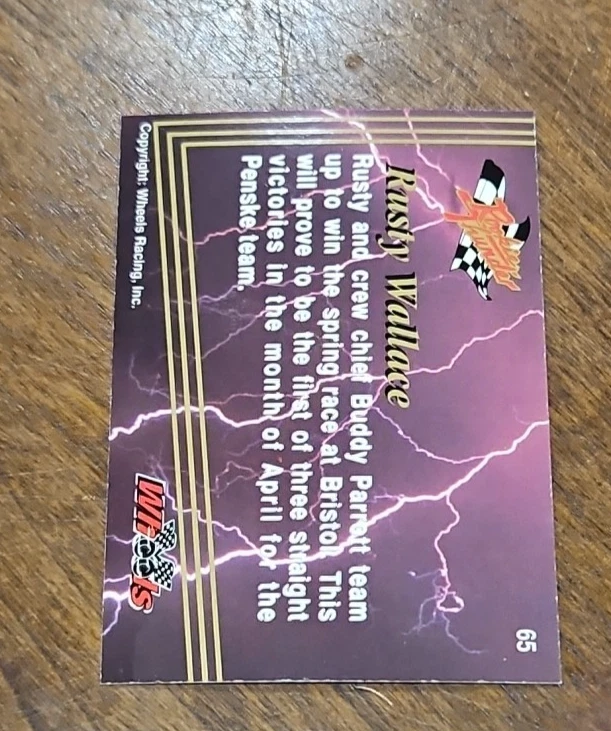 65
Rusty Wallace
Rusty and crew chief Buddy Parrott team
up to win the spring race at Bristol. This
will prove to be the first of three straight
victories in the month of April for the
Penske team.
Wheels
Copyright: Wheels Racing, Inc.